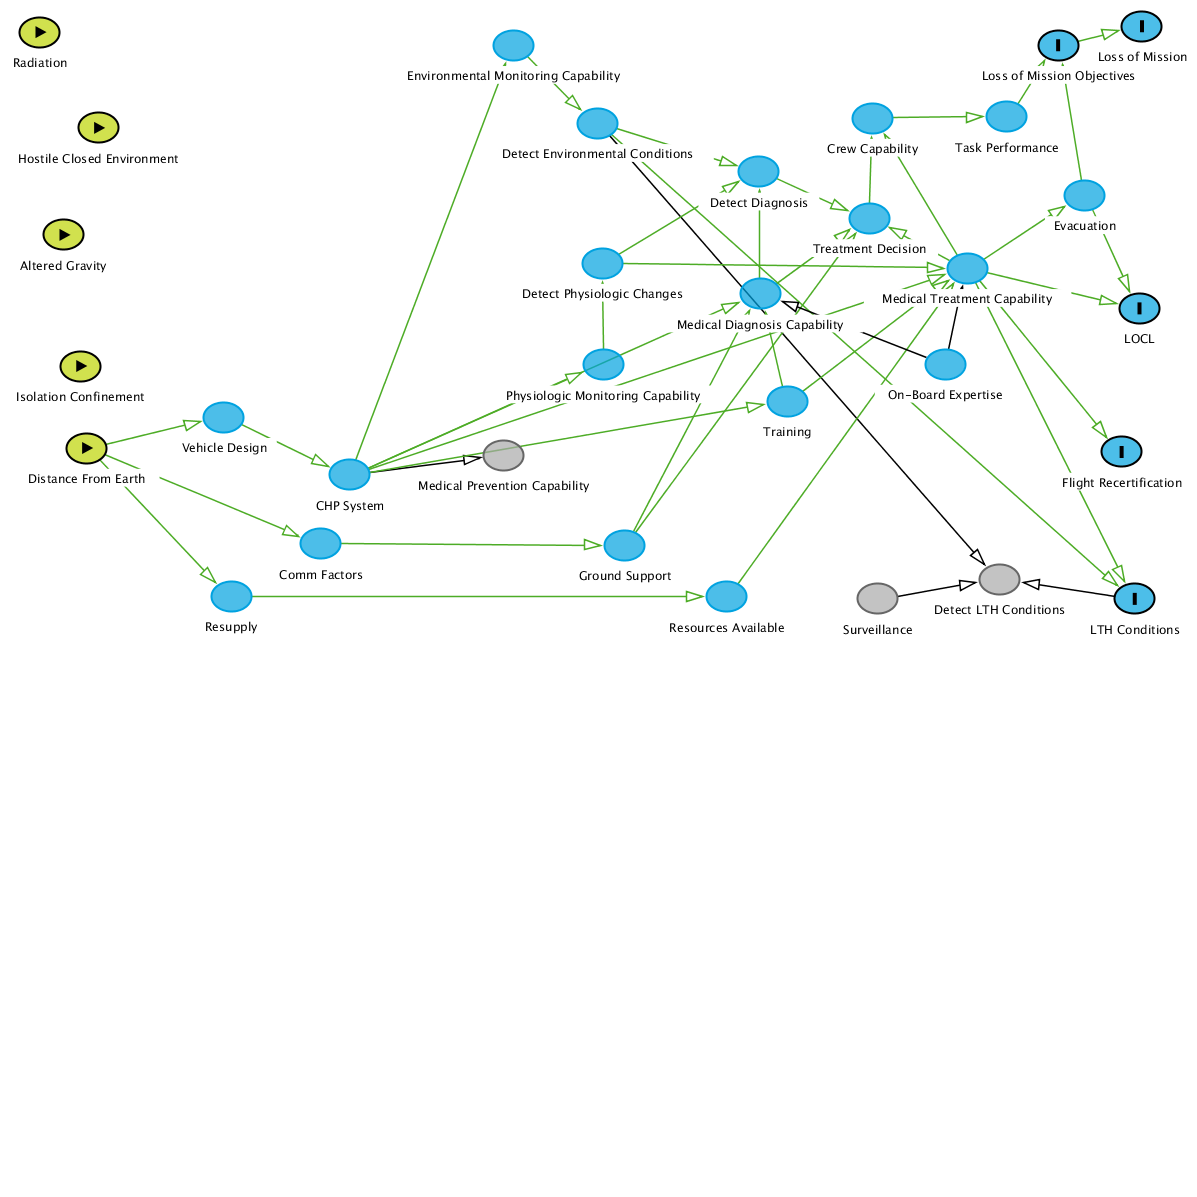 Radiation
Hostile Closed Environment
Altered Gravity
Isolation Confinement
Distance From Earth
Vehicle Design
CHP System
Comm Factors
Resupply
Environmental Monitoring Capability
Detect Environmental Conditions
Detect Diagnosis
Detect Physiologic Changes
Medical Diagnosis Capability
Physiologic Monitoring Capability
Medical Prevention Capability
Training
Ground Support
Resources Available
Crew Capability
Task Performance
Treatment Decision
Medical Treatment Capability
On-Board Expertise
Loss of Mission Objectives
Loss of Mission
Evacuation
LOCL
Flight Recertification
Surveillance
Detect LTH Conditions
LTH Conditions